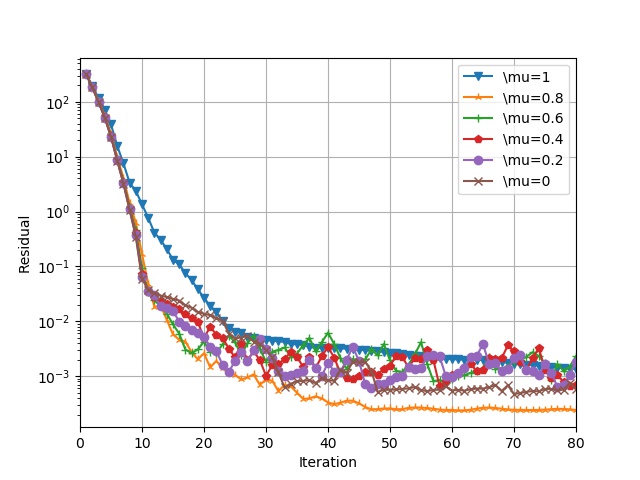 \mu=1
\mu=0.8
\mu=0.6
\mu=0.4
\mu=0.2
\mu=0
Residual
10²
10¹
10⁰
10⁻¹
10⁻²
10⁻³
0 10 20 30 40 50 60 70 80
Iteration